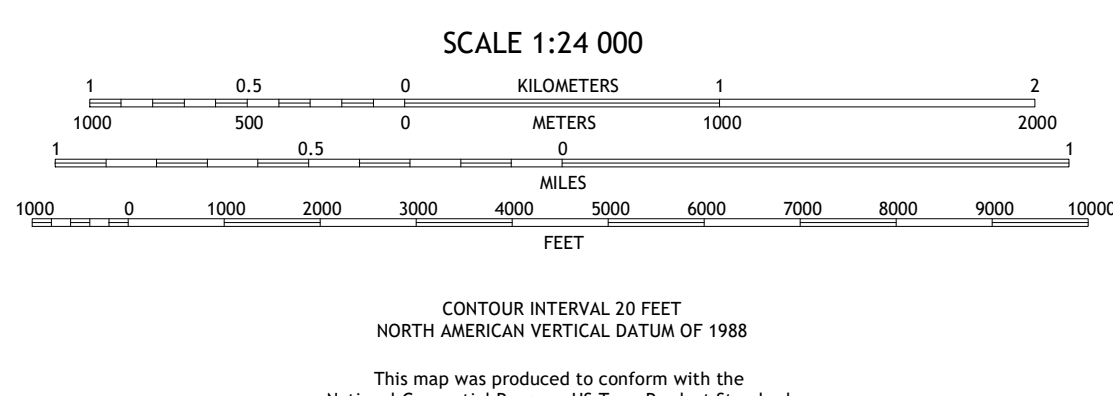 SCALE 1:24 000
1 0.5 0 KILOMETERS 1 2
1000 500 0 METERS 1000 2000
1 0.5 0 1
MILES
1000 0 1000 2000 3000 4000 5000 6000 7000 8000 9000 10000
FEET
CONTOUR INTERVAL 20 FEET
NORTH AMERICAN VERTICAL DATUM OF 1988
This map was produced to conform with the